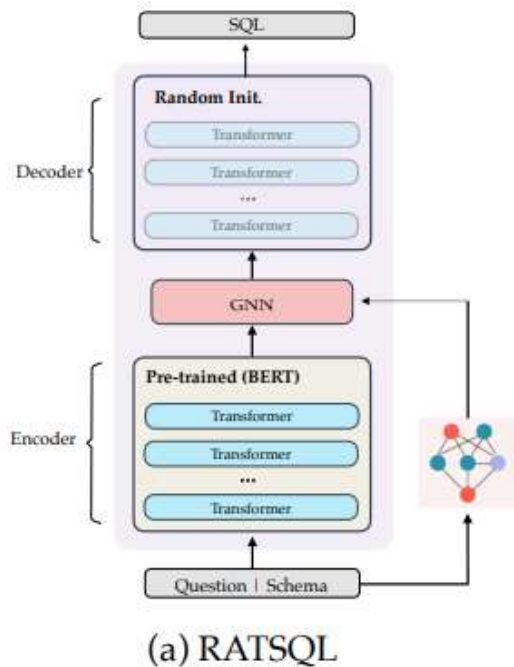 SQL
Random Init.
Transformer
Transformer
...
Transformer
Decoder
GNN
Pre-trained (BERT)
Transformer
Transformer
...
Transformer
Encoder
Question | Schema
(a) RATSQL